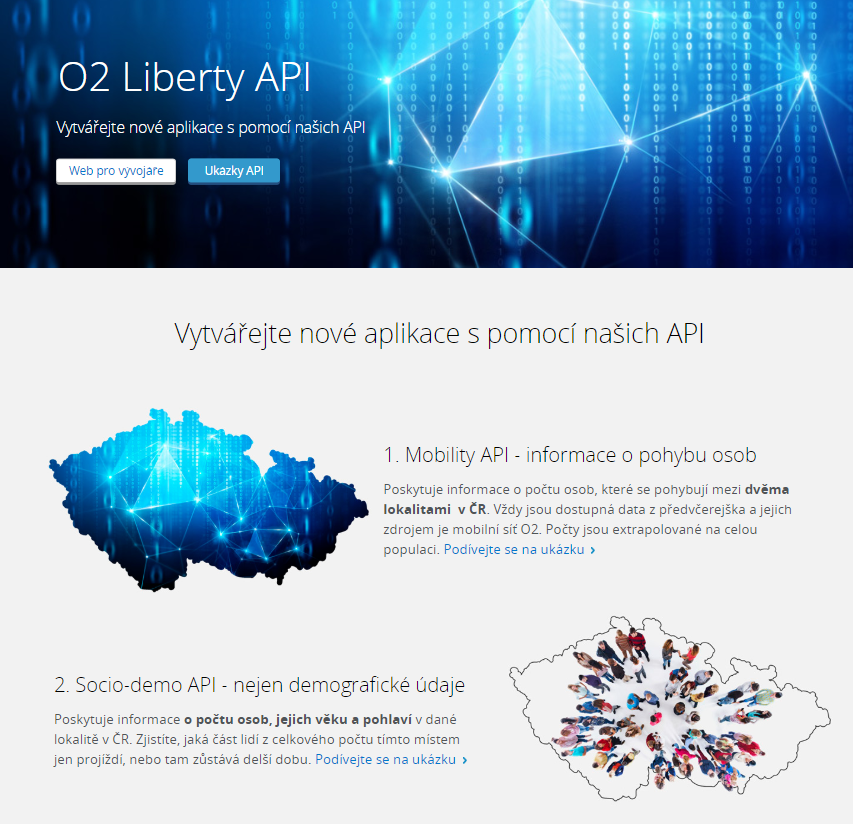 O2 Liberty API
Vytvářejte nové aplikace s pomocí našich API
Web pro vývojáře
Ukázky API
Vytvářejte nové aplikace s pomocí našich API
1. Mobility API - informace o pohybu osob
Poskytuje informace o počtu osob, které se pohybují mezi dvěma
lokalitami v ČR. Vždy jsou dostupná data z předvčerejška a jejich
zdrojem je mobilní síť O2. Počty jsou extrapolované na celou
populaci. Podívejte se na ukázku ›
2. Socio-demo API - nejen demografické údaje
Poskytuje informace o počtu osob, jejich věku a pohlaví v dané
lokalitě v ČR. Zjistíte, jaká část lidí z celkového počtu tímto místem
jen projíždí, nebo tam zůstává delší dobu. Podívejte se na ukázku ›